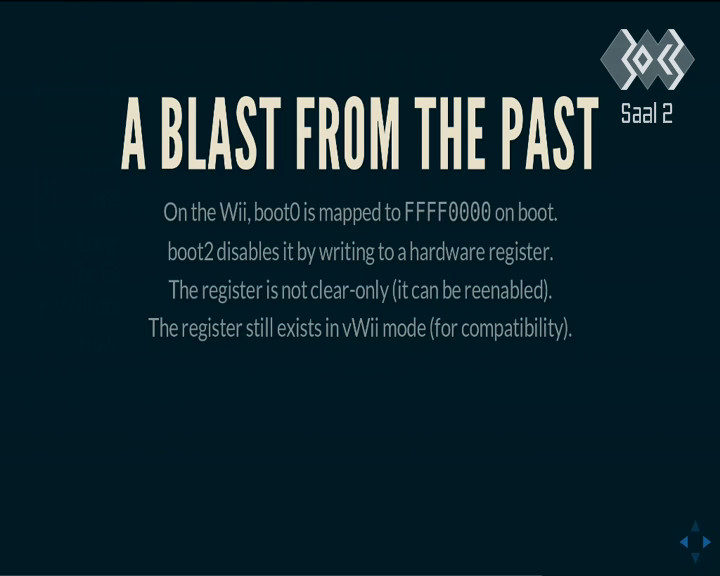 Saal 2
A BLAST FROM THE PAST
On the Wii, boot0 is mapped to FFFF0000 on boot.
boot2 disables it by writing to a hardware register.
The register is not clear-only (it can be reenabled).
The register still exists in vWii mode (for compatibility).